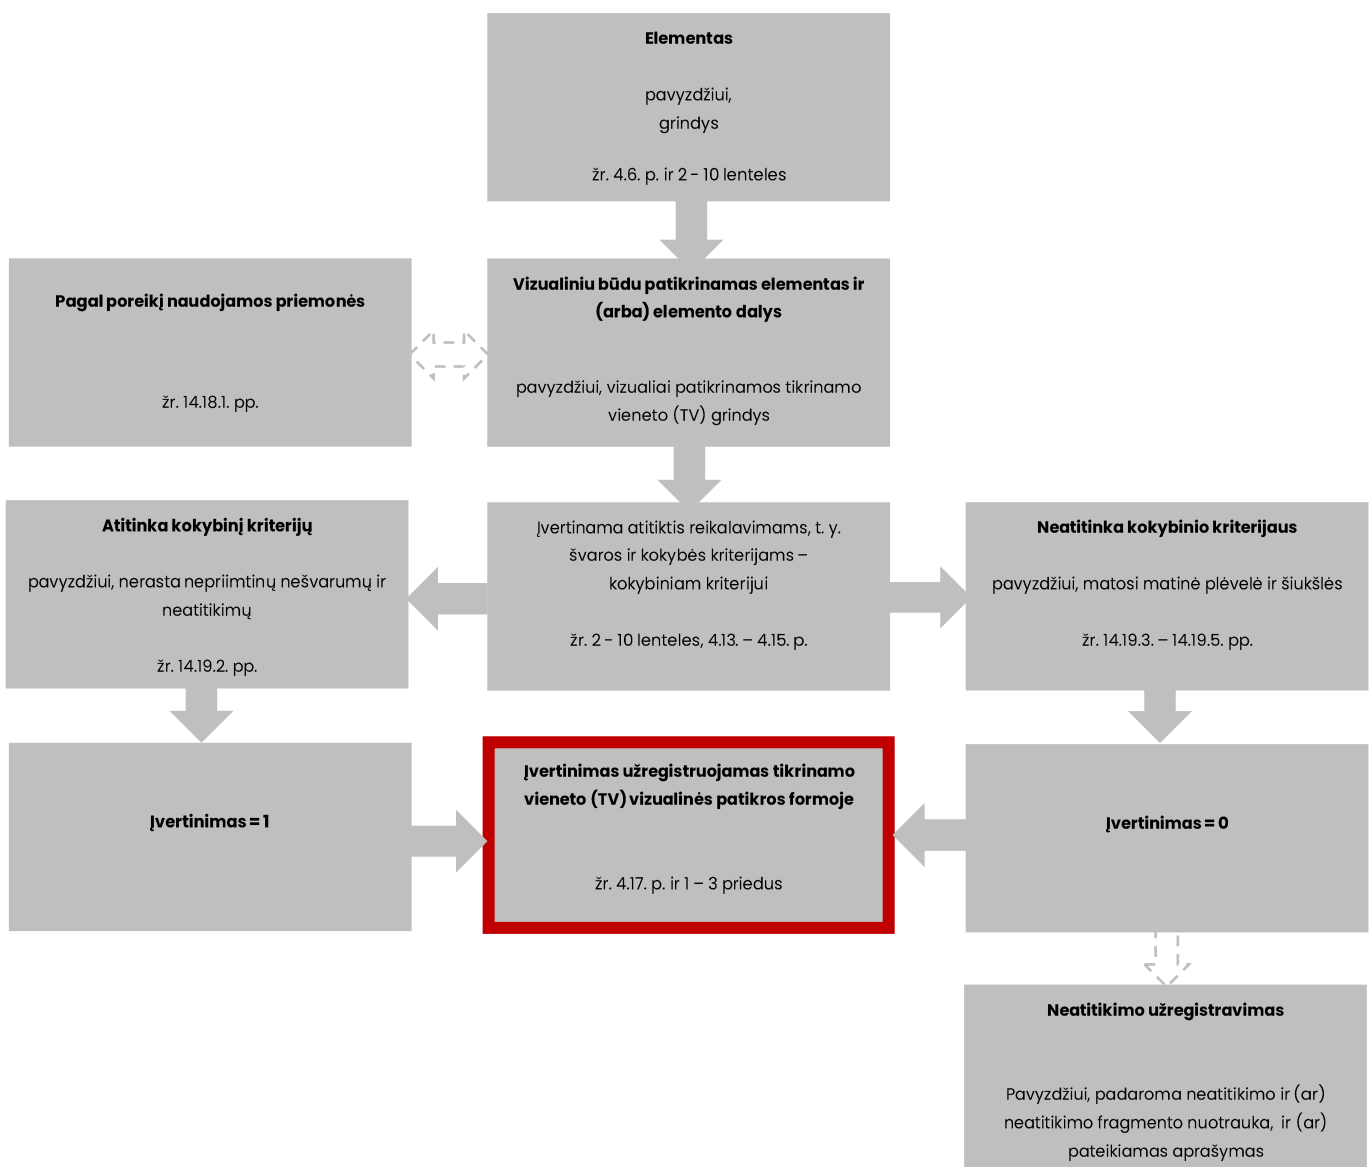 Elementas
pavyzdžiui,
grindys
žr. 4.6. p. ir 2 - 10 lenteles
Pagal poreikį naudojamos priemonės
žr. 14.18.1. pp.
Vizualiniu būdu patikrinamas elementas ir
(arba) elemento dalys
pavyzdžiui, vizualiai patikrinamos tikrinamo
vieneto (TV) grindys
Atitinka kokybinį kriterijų
pavyzdžiui, nerasta nepriimtinų nešvarumų ir
neatitikimų
žr. 14.19.2. pp.
Įvertinama atitiktis reikalavimams, t. y.
švaros ir kokybės kriterijams –
kokybiniam kriterijui
žr. 2 - 10 lenteles, 4.13. – 4.15. p.
Neatitinka kokybinio kriterijaus
pavyzdžiui, matosi matinė plėvelė ir šiukšlės
žr. 14.19.3. – 14.19.5. pp.
Įvertinimas = 1
Įvertinimas užregistruojamas tikrinamo
vieneto (TV) vizualinės patikros formoje
žr. 4.17. p. ir 1 – 3 priedus
Įvertinimas = 0
Neatitikimo užregistravimas
Pavyzdžiui, padaroma neatitikimo ir (ar)
neatitikimo fragmento nuotrauka, ir (ar)
pateikiamas aprašymas